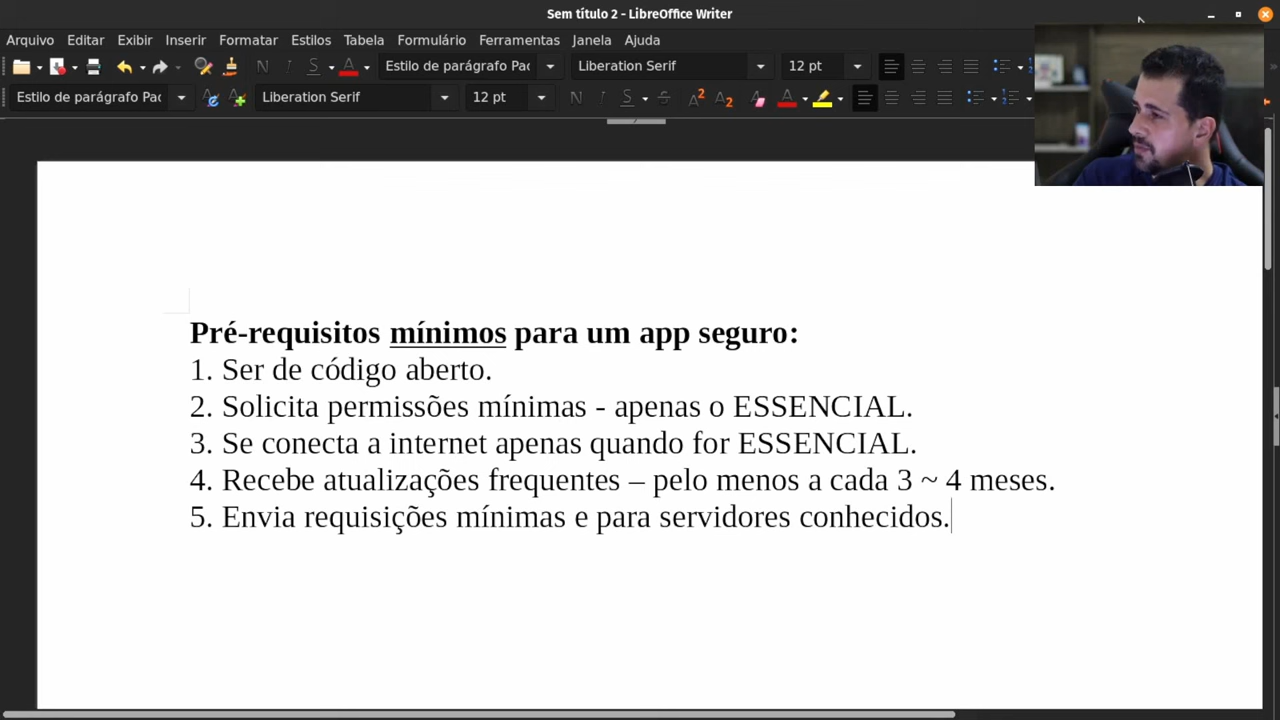 Sem título 2 - LibreOffice Writer
Arquivo Editar Exibir Inserir Formatar Estilos Tabela Formulário Ferramentas Janela Ajuda
Estilo de parágrafo Pad Liberation Serif 12 pt
Estilo de parágrafo Pad Liberation Serif 12 pt
Pré-requisitos mínimos para um app seguro:
1. Ser de código aberto.
2. Solicita permissões mínimas - apenas o ESSENCIAL.
3. Se conecta a internet apenas quando for ESSENCIAL.
4. Recebe atualizações frequentes – pelo menos a cada 3 ~ 4 meses.
5. Envia requisições mínimas e para servidores conhecidos.